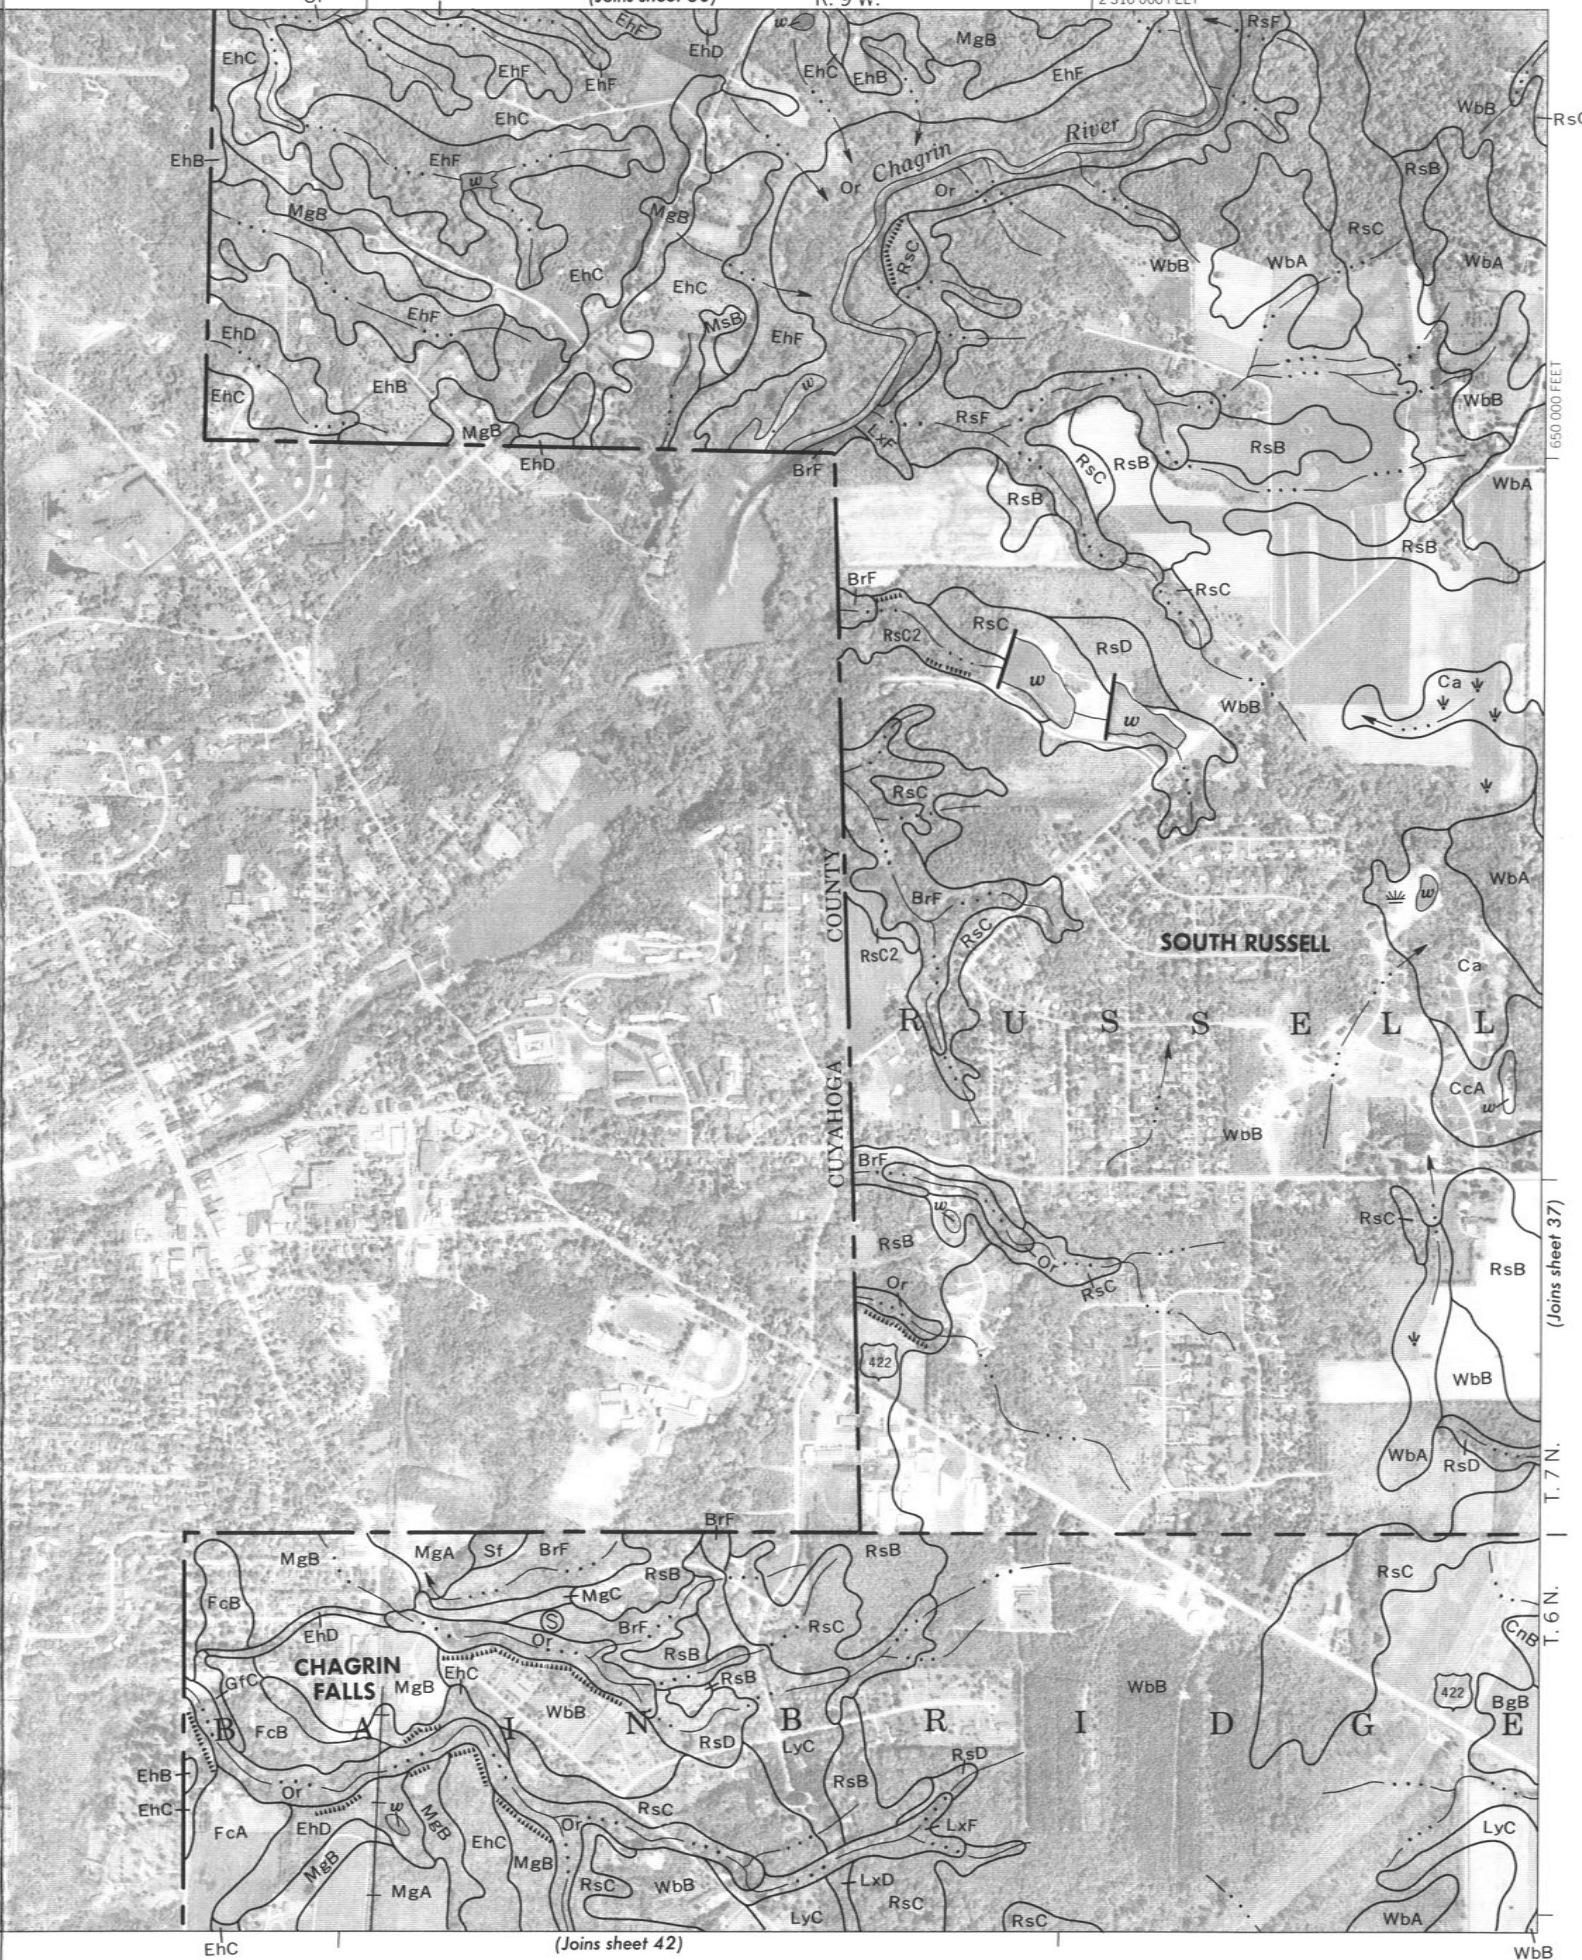 (Joins sheet 36)
R. 9 W.
2 310 000 FEET
EhC
EhF
EhF
EhF
EhD
w
EhC
EhB
MgB
EhF
RsF
WbB
RsC
EhC
EhB
EhF
w
MgB
MgB
Chagrin River
Or
Or
RsB
RsC
RsC
WbB
WbA
WbA
EhC
EhC
MsB
EhF
EhF
EhD
EhB
EhC
MgB
EhD
w
LxF
BrF
RsF
RsB
WbB
650 000 FEET
RsC
RsB
RsB
WbA
RsB
BrF
RsC
RsC
RsC2
RsD
w
w
WbB
Ca
RsC
COUNTY
CUYAHOGA
BrF
RsC
RsC2
SOUTH RUSSELL
w
WbA
Ca
RUSSELL
CcA
w
WbB
BrF
w
RsB
Or
RsC
Or
422
RsC
RsB
(Joins sheet 37)
WbB
WbA
RsD
T. 7 N.
BrF
MgB
MgA
Sf
BrF
RsB
RsB
RsC
MgC
FcB
S
BrF
RsC
EhD
Or
RsB
T. 6 N.
CnB
CHAGRIN
FALLS
GfC
MgB
EhC
RsB
WbB
WbB
422
BgB
BAINBRIDGE
FcB
RsD
LyC
EhB
Or
RsB
RsD
EhC
w
RsC
FcA
EhD
MgB
Or
LxF
LyC
EhC
MgB
MgB
RsC
WbB
LxD
MgA
RsC
LyC
RsC
WbA
EhC
(Joins sheet 42)
WbB